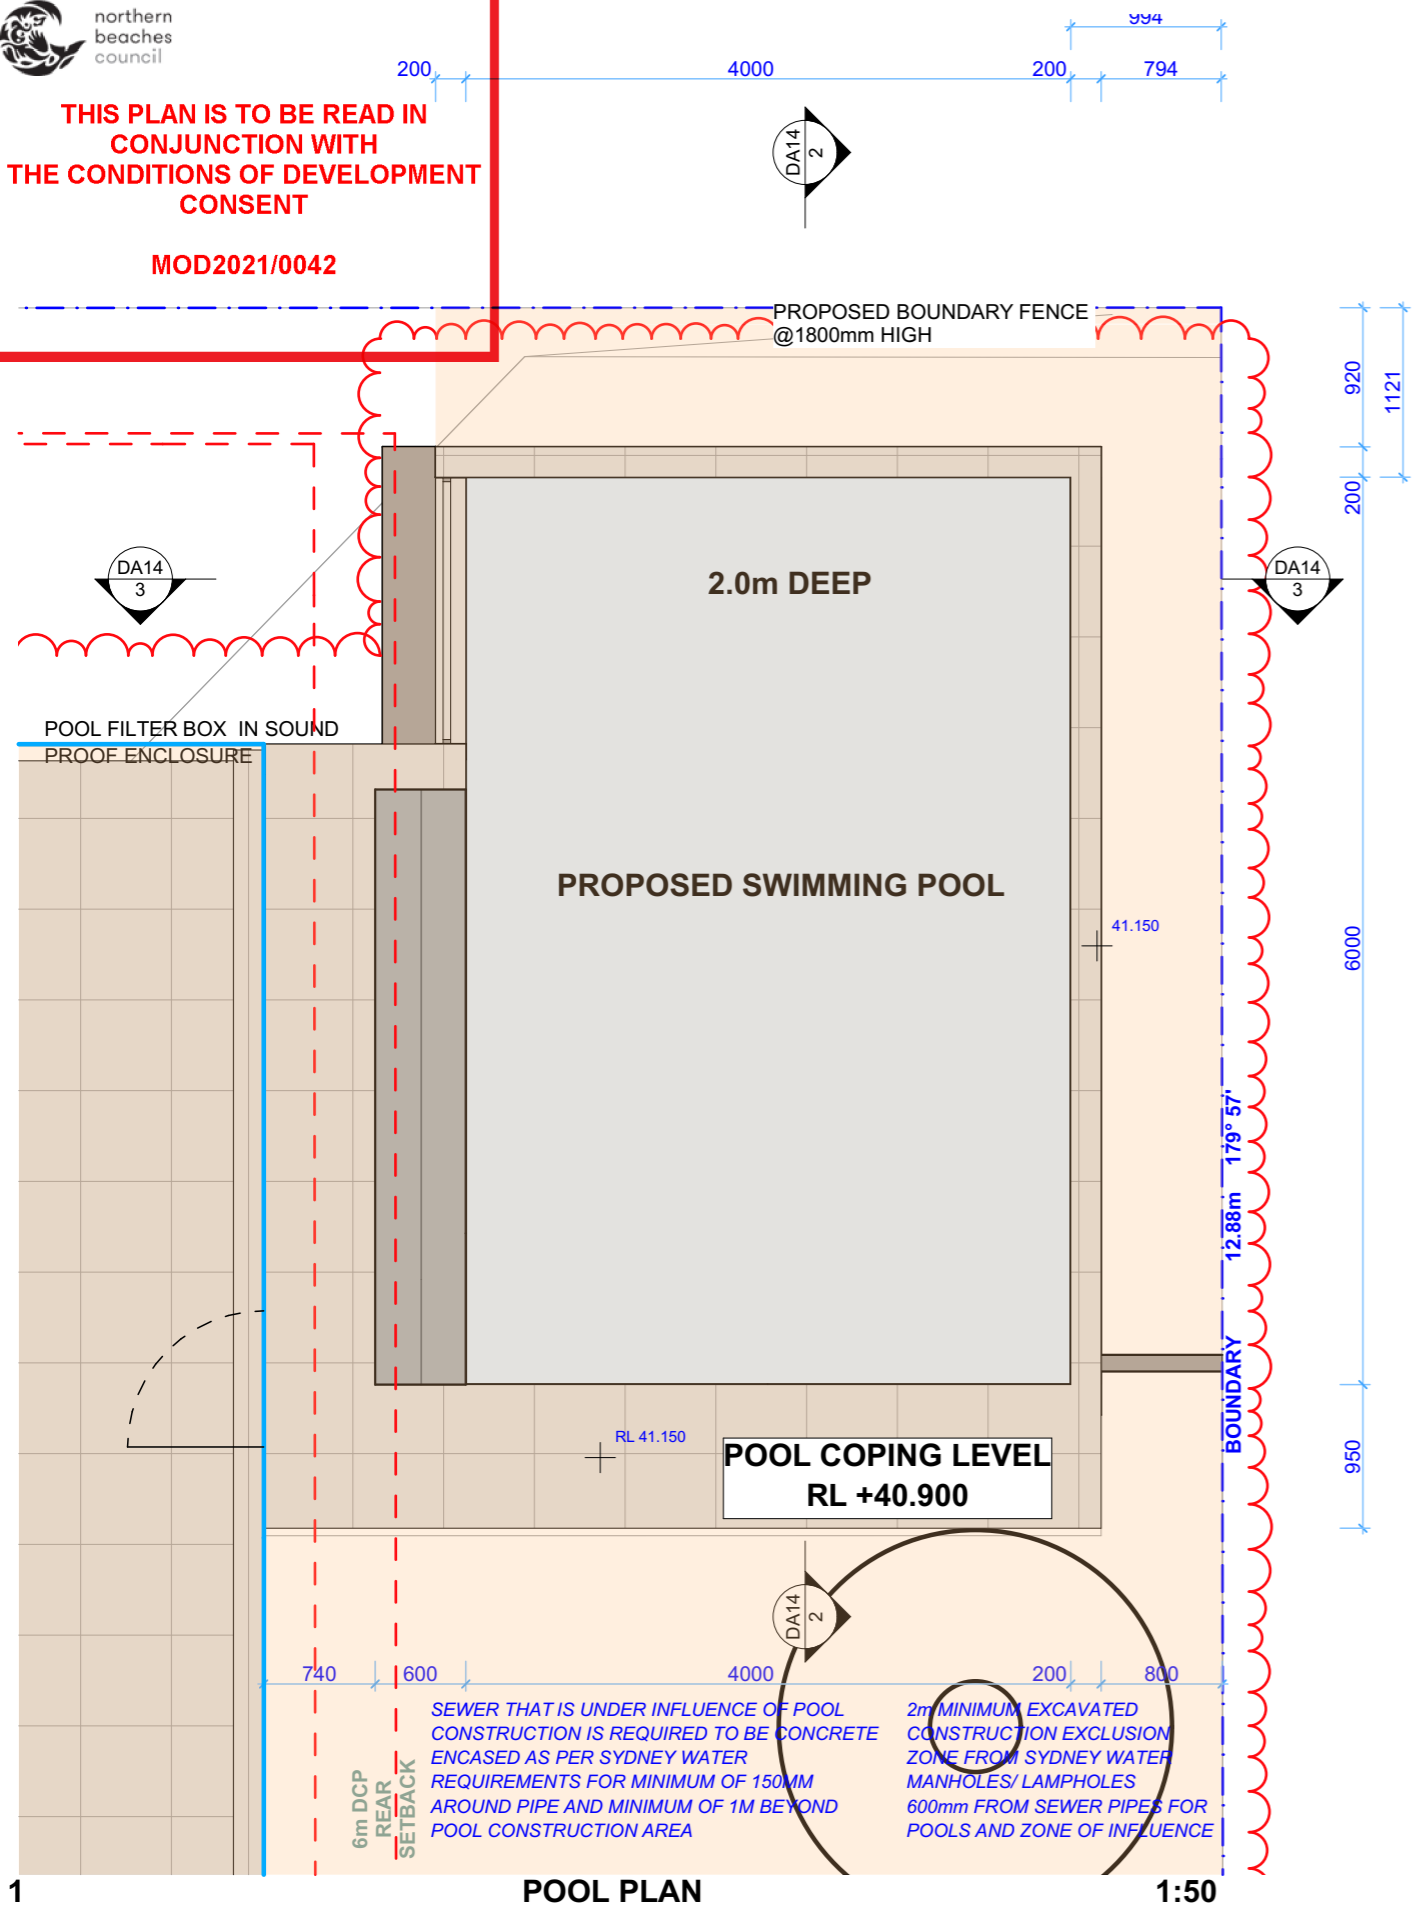 northern
beaches
council
THIS PLAN IS TO BE READ IN
CONJUNCTION WITH
THE CONDITIONS OF DEVELOPMENT
CONSENT
MOD2021/0042
994
200
4000
200
794
DA14
2
PROPOSED BOUNDARY FENCE
@1800mm HIGH
920
1121
200
2.0m DEEP
DA14
3
DA14
3
POOL FILTER BOX IN SOUND
PROOF ENCLOSURE
PROPOSED SWIMMING POOL
41.150
6000
BOUNDARY 12.88m 179° 57'
RL 41.150
POOL COPING LEVEL
RL +40.900
950
DA14
2
740
600
4000
200
800
SEWER THAT IS UNDER INFLUENCE OF POOL
CONSTRUCTION IS REQUIRED TO BE CONCRETE
ENCASED AS PER SYDNEY WATER
REQUIREMENTS FOR MINIMUM OF 150MM
AROUND PIPE AND MINIMUM OF 1M BEYOND
POOL CONSTRUCTION AREA
2m MINIMUM EXCAVATED
CONSTRUCTION EXCLUSION
ZONE FROM SYDNEY WATER
MANHOLES/ LAMPHOLES
600mm FROM SEWER PIPES FOR
POOLS AND ZONE OF INFLUENCE
6m DCP
REAR
SETBACK
1
POOL PLAN
1:50